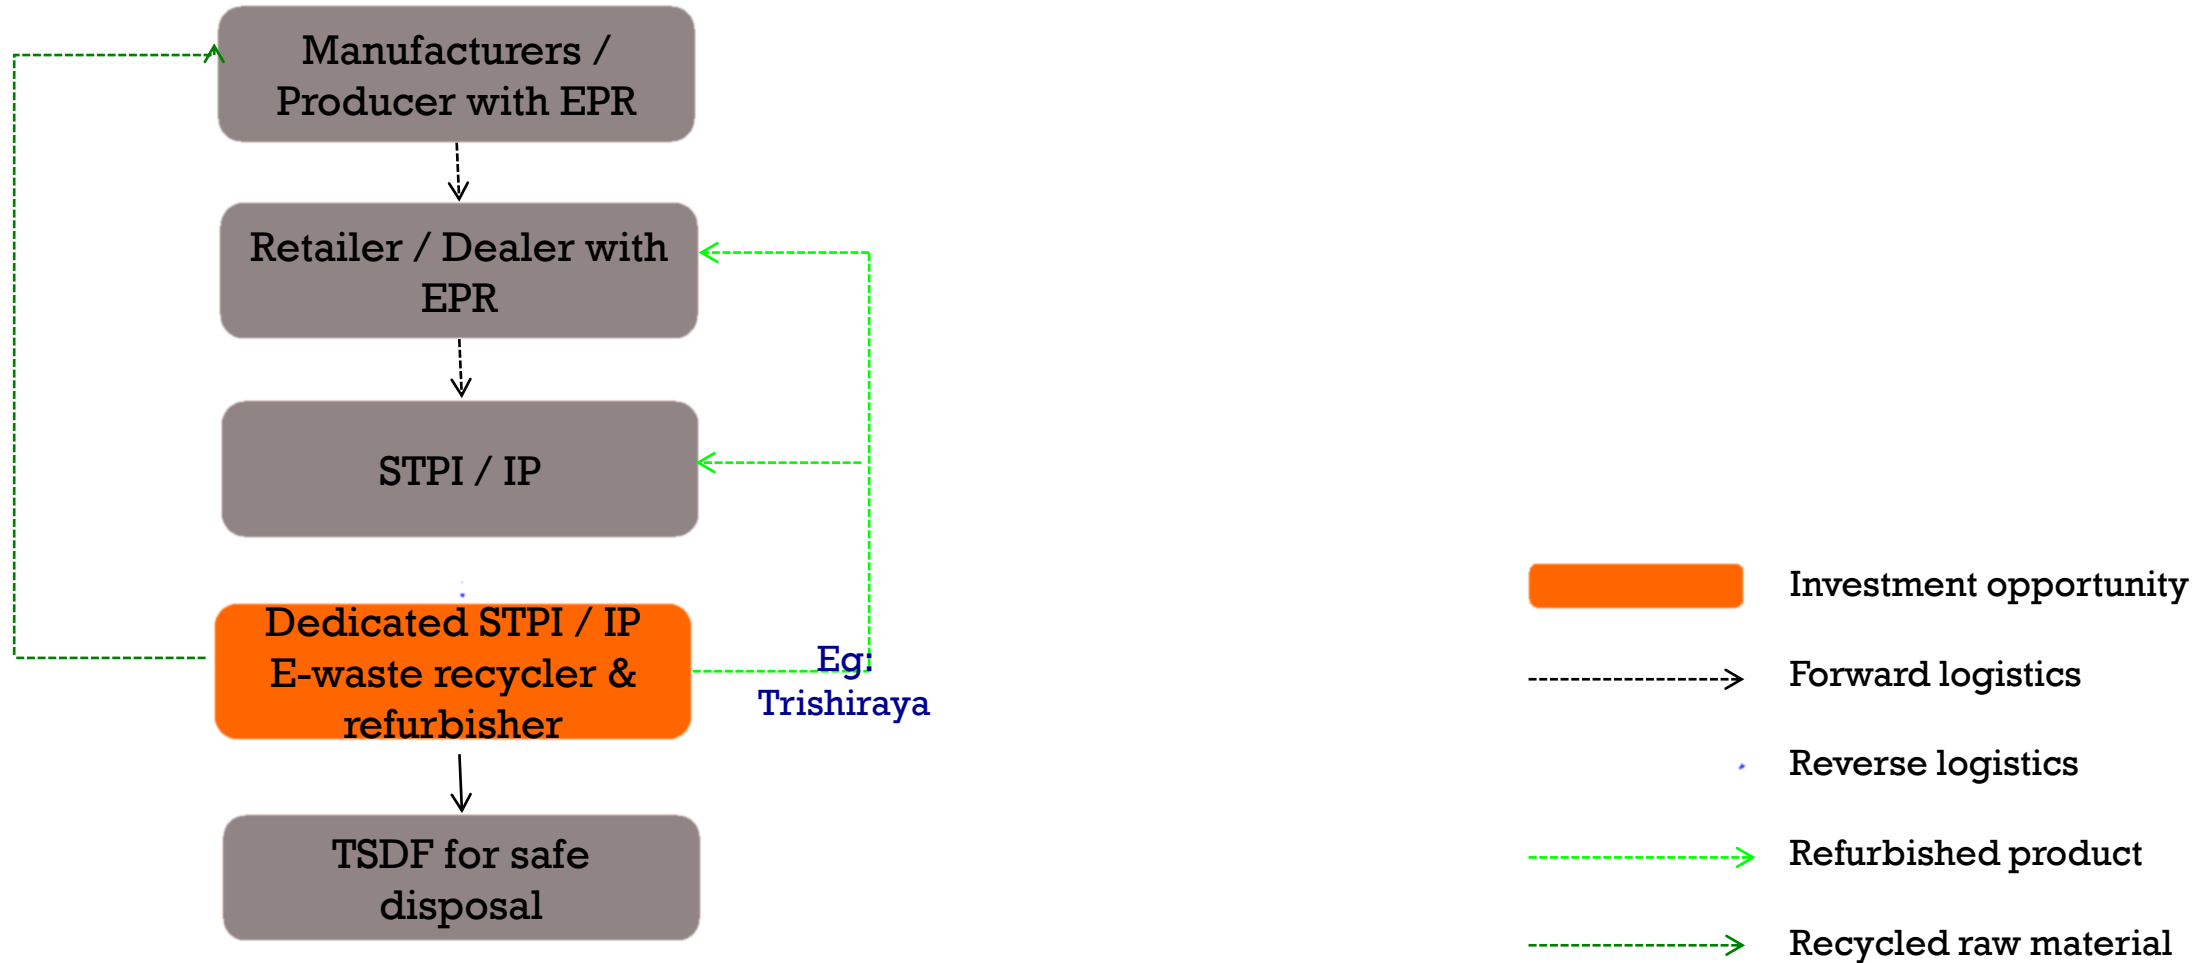 Manufacturers /
Producer with EPR
Retailer / Dealer with
EPR
STPI / IP
Dedicated STPI / IP
E-waste recycler &
refurbisher
Eg:
Trishiraya
TSDF for safe
disposal
Investment opportunity
Forward logistics
Reverse logistics
Refurbished product
Recycled raw material